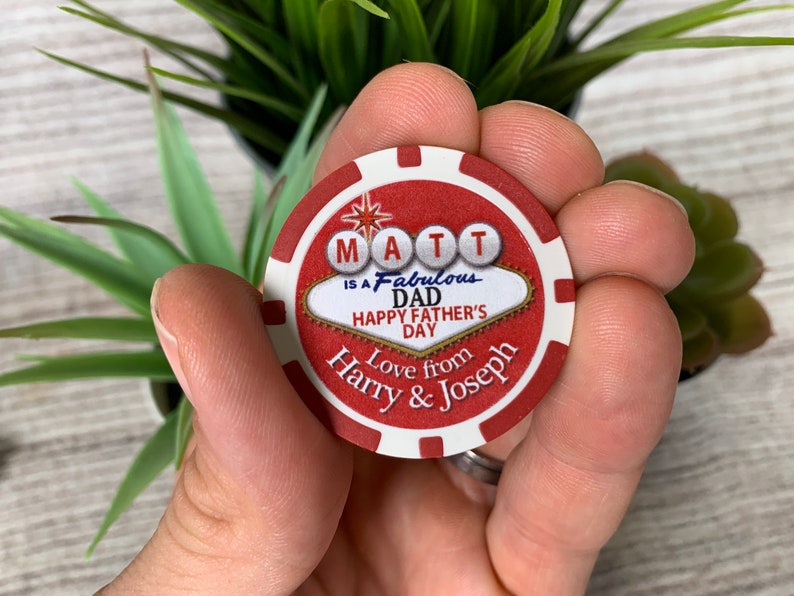 MATT
IS A Fabulous
DAD
HAPPY FATHER'S
DAY
Love from
Harry & Joseph